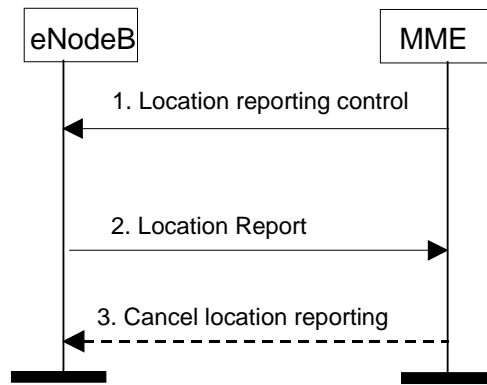 eNodeB
MME
1. Location reporting control
2. Location Report
3. Cancel location reporting